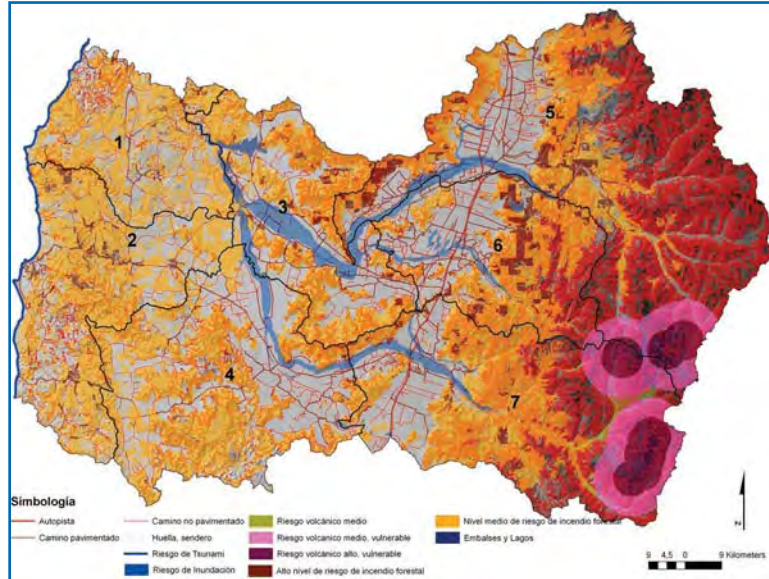 1
5
3
2
6
4
7
Simbología
Autopista
Camino pavimentado
Camino no pavimentado
Huella, sendero
Riesgo de Tsunami
Riesgo de Inundación
Riesgo volcánico medio
Riesgo volcánico medio, vulnerable
Riesgo volcánico alto, vulnerable
Alto nivel de riesgo de incendio forestal
Nivel medio de riesgo de incendio forestal
Embalses y Lagos
N
9 4,5 0 9 Kilometers